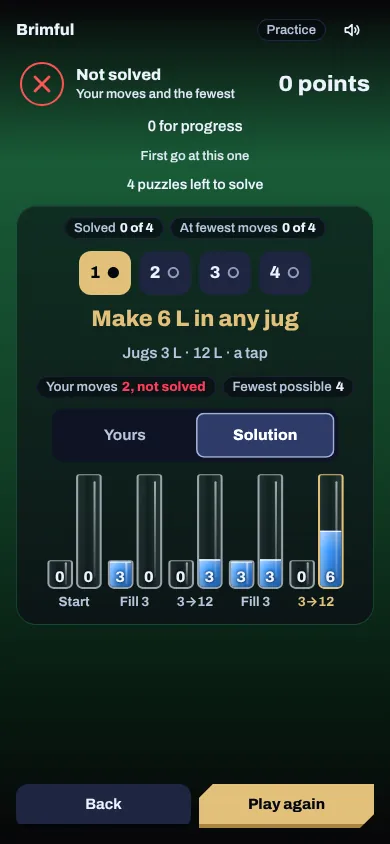 Brimful
Practice
Not solved
Your moves and the fewest
0 points
0 for progress
First go at this one
4 puzzles left to solve
Solved 0 of 4
At fewest moves 0 of 4
1
2
3
4
Make 6 L in any jug
Jugs 3 L · 12 L · a tap
Your moves 2, not solved
Fewest possible 4
Yours
Solution
0 0 3 0 0 3 3 3 0 6
Start Fill 3 3→12 Fill 3 3→12
Back
Play again